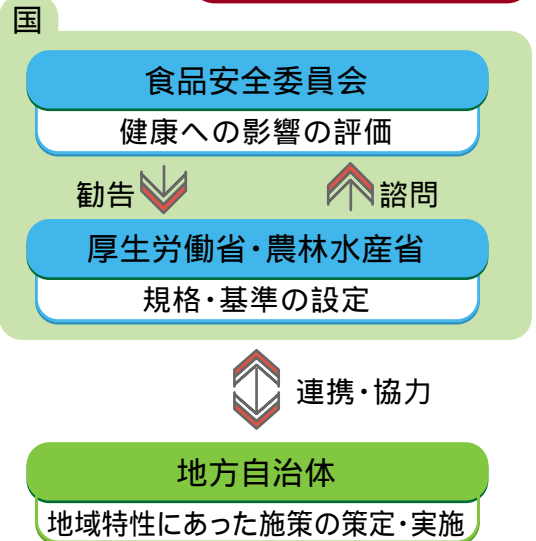 国
食品安全委員会
健康への影響の評価
勧告
諮問
厚生労働省・農林水産省
規格・基準の設定
連携・協力
地方自治体
地域特性にあった施策の策定・実施